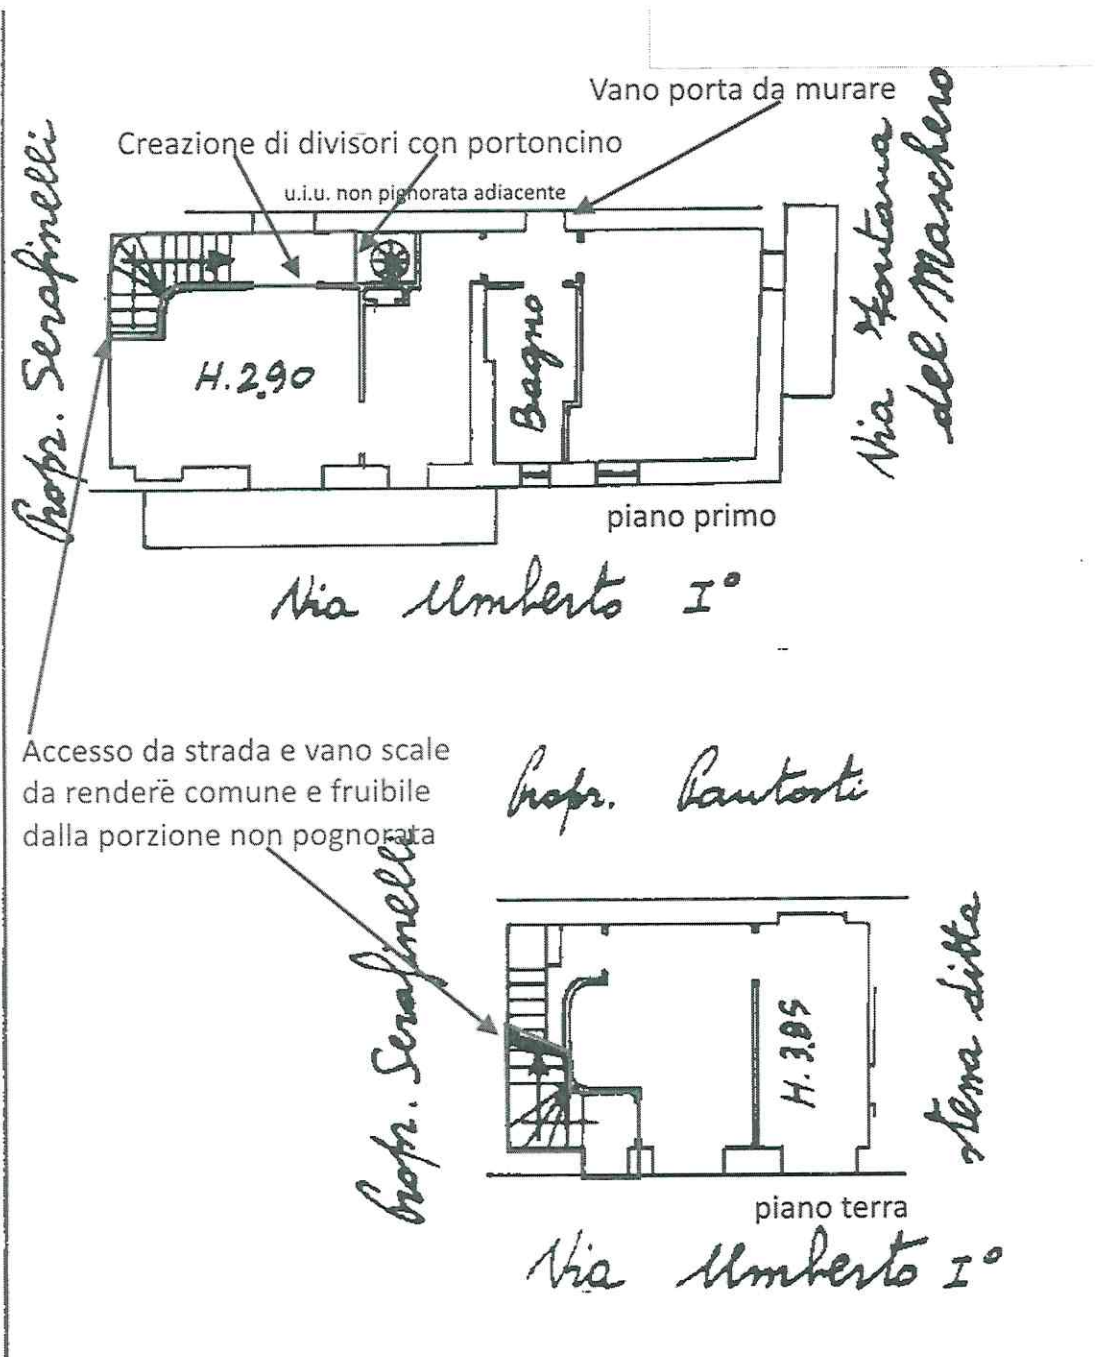 Vano porta da murare
Creazione di divisori con portoncino
u.i.u. non pignorata adiacente
Propr. Serafinelli
Via Fontana
del Maschero
H. 2.90
Bagno
piano primo
Via Umberto I°
Accesso da strada e vano scale
da rendere comune e fruibile
dalla porzione non pognorata
Propr. Pautosti
Propr. Serafinelli
H. 3.85
stessa ditta
piano terra
Via Umberto I°